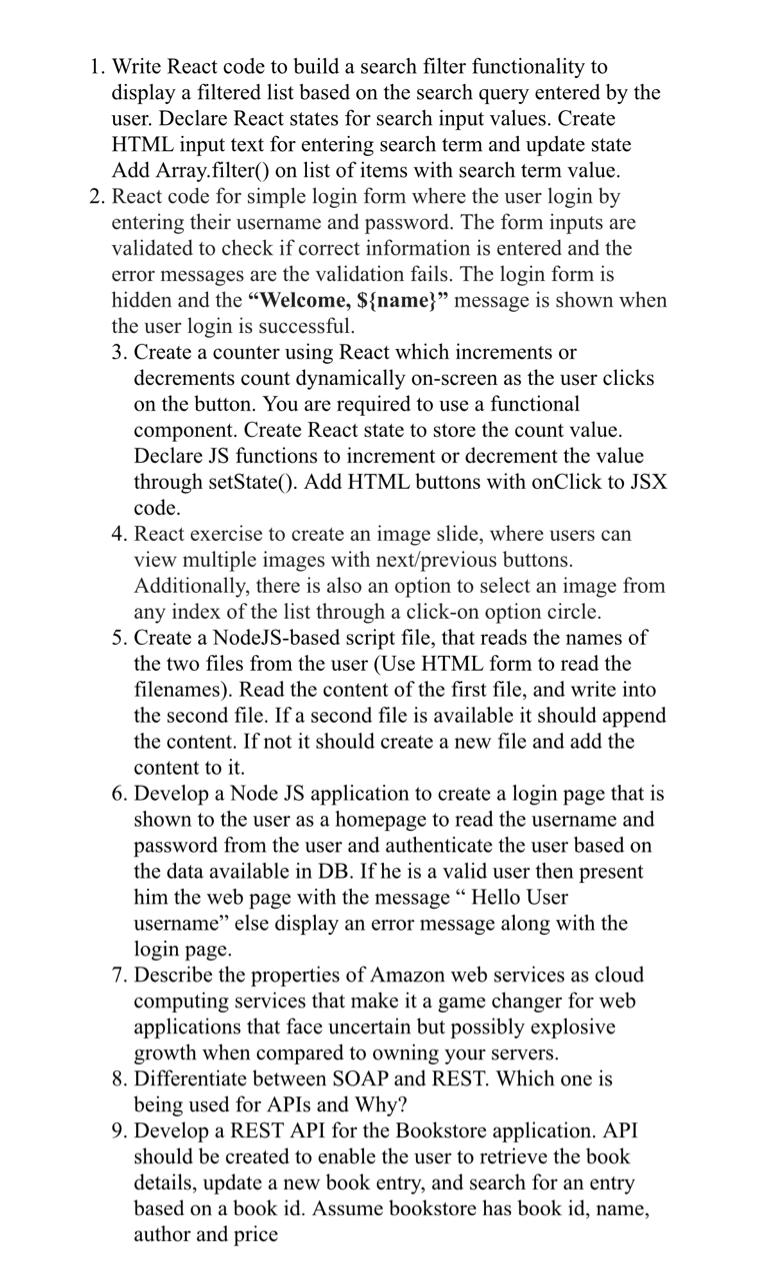 1. Write React code to build a search filter functionality to
display a filtered list based on the search query entered by the
user. Declare React states for search input values. Create
HTML input text for entering search term and update state
Add Array.filter() on list of items with search term value.
2. React code for simple login form where the user login by
entering their username and password. The form inputs are
validated to check if correct information is entered and the
error messages are the validation fails. The login form is
hidden and the “Welcome, ${name}” message is shown when
the user login is successful.
3. Create a counter using React which increments or
decrements count dynamically on-screen as the user clicks
on the button. You are required to use a functional
component. Create React state to store the count value.
Declare JS functions to increment or decrement the value
through setState(). Add HTML buttons with onClick to JSX
code.
4. React exercise to create an image slide, where users can
view multiple images with next/previous buttons.
Additionally, there is also an option to select an image from
any index of the list through a click-on option circle.
5. Create a NodeJS-based script file, that reads the names of
the two files from the user (Use HTML form to read the
filenames). Read the content of the first file, and write into
the second file. If a second file is available it should append
the content. If not it should create a new file and add the
content to it.
6. Develop a Node JS application to create a login page that is
shown to the user as a homepage to read the username and
password from the user and authenticate the user based on
the data available in DB. If he is a valid user then present
him the web page with the message “ Hello User
username” else display an error message along with the
login page.
7. Describe the properties of Amazon web services as cloud
computing services that make it a game changer for web
applications that face uncertain but possibly explosive
growth when compared to owning your servers.
8. Differentiate between SOAP and REST. Which one is
being used for APIs and Why?
9. Develop a REST API for the Bookstore application. API
should be created to enable the user to retrieve the book
details, update a new book entry, and search for an entry
based on a book id. Assume bookstore has book id, name,
author and price